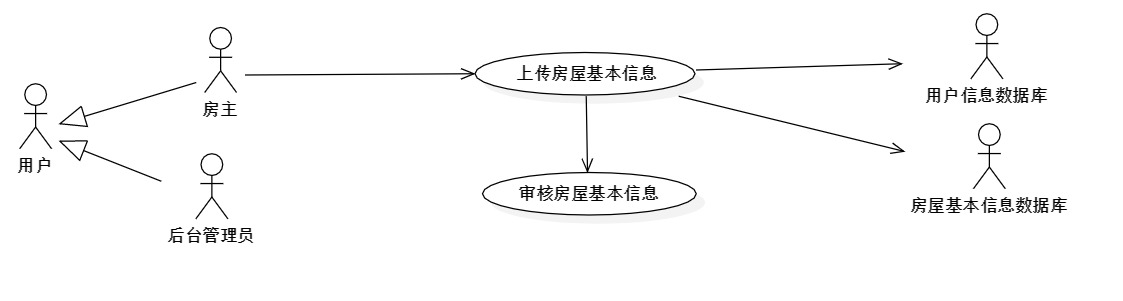 用户
房主
后台管理员
上传房屋基本信息
审核房屋基本信息
用户信息数据库
房屋基本信息数据库